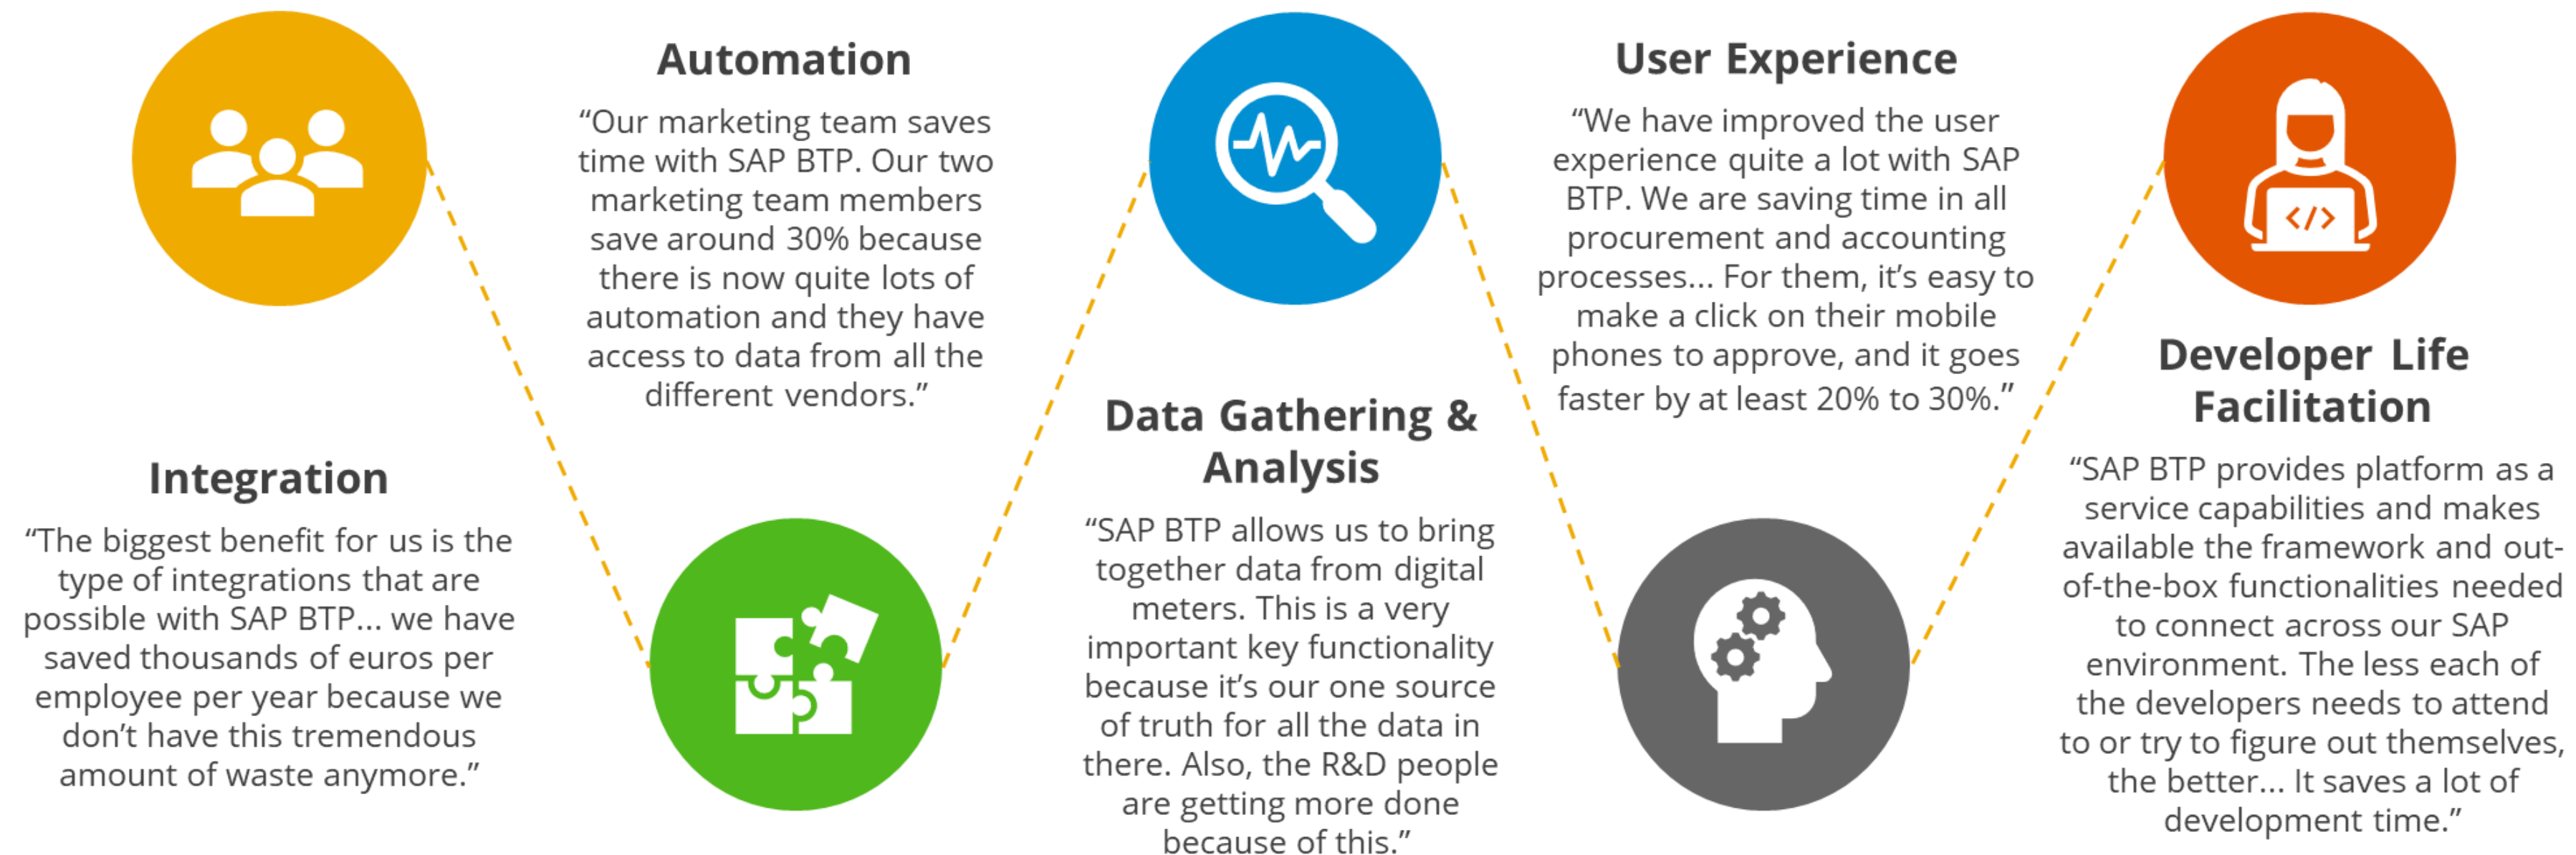 Integration
“The biggest benefit for us is the
type of integrations that are
possible with SAP BTP... we have
saved thousands of euros per
employee per year because we
don’t have this tremendous
amount of waste anymore.”
Automation
“Our marketing team saves
time with SAP BTP. Our two
marketing team members
save around 30% because
there is now quite lots of
automation and they have
access to data from all the
different vendors.”
Data Gathering &
Analysis
“SAP BTP allows us to bring
together data from digital
meters. This is a very
important key functionality
because it’s our one source
of truth for all the data in
there. Also, the R&D people
are getting more done
because of this.”
User Experience
“We have improved the user
experience quite a lot with SAP
BTP. We are saving time in all
procurement and accounting
processes... For them, it’s easy to
make a click on their mobile
phones to approve, and it goes
faster by at least 20% to 30%.”
</>
Developer Life
Facilitation
“SAP BTP provides platform as a
service capabilities and makes
available the framework and out-
of-the-box functionalities needed
to connect across our SAP
environment. The less each of
the developers needs to attend
to or try to figure out themselves,
the better... It saves a lot of
development time.”